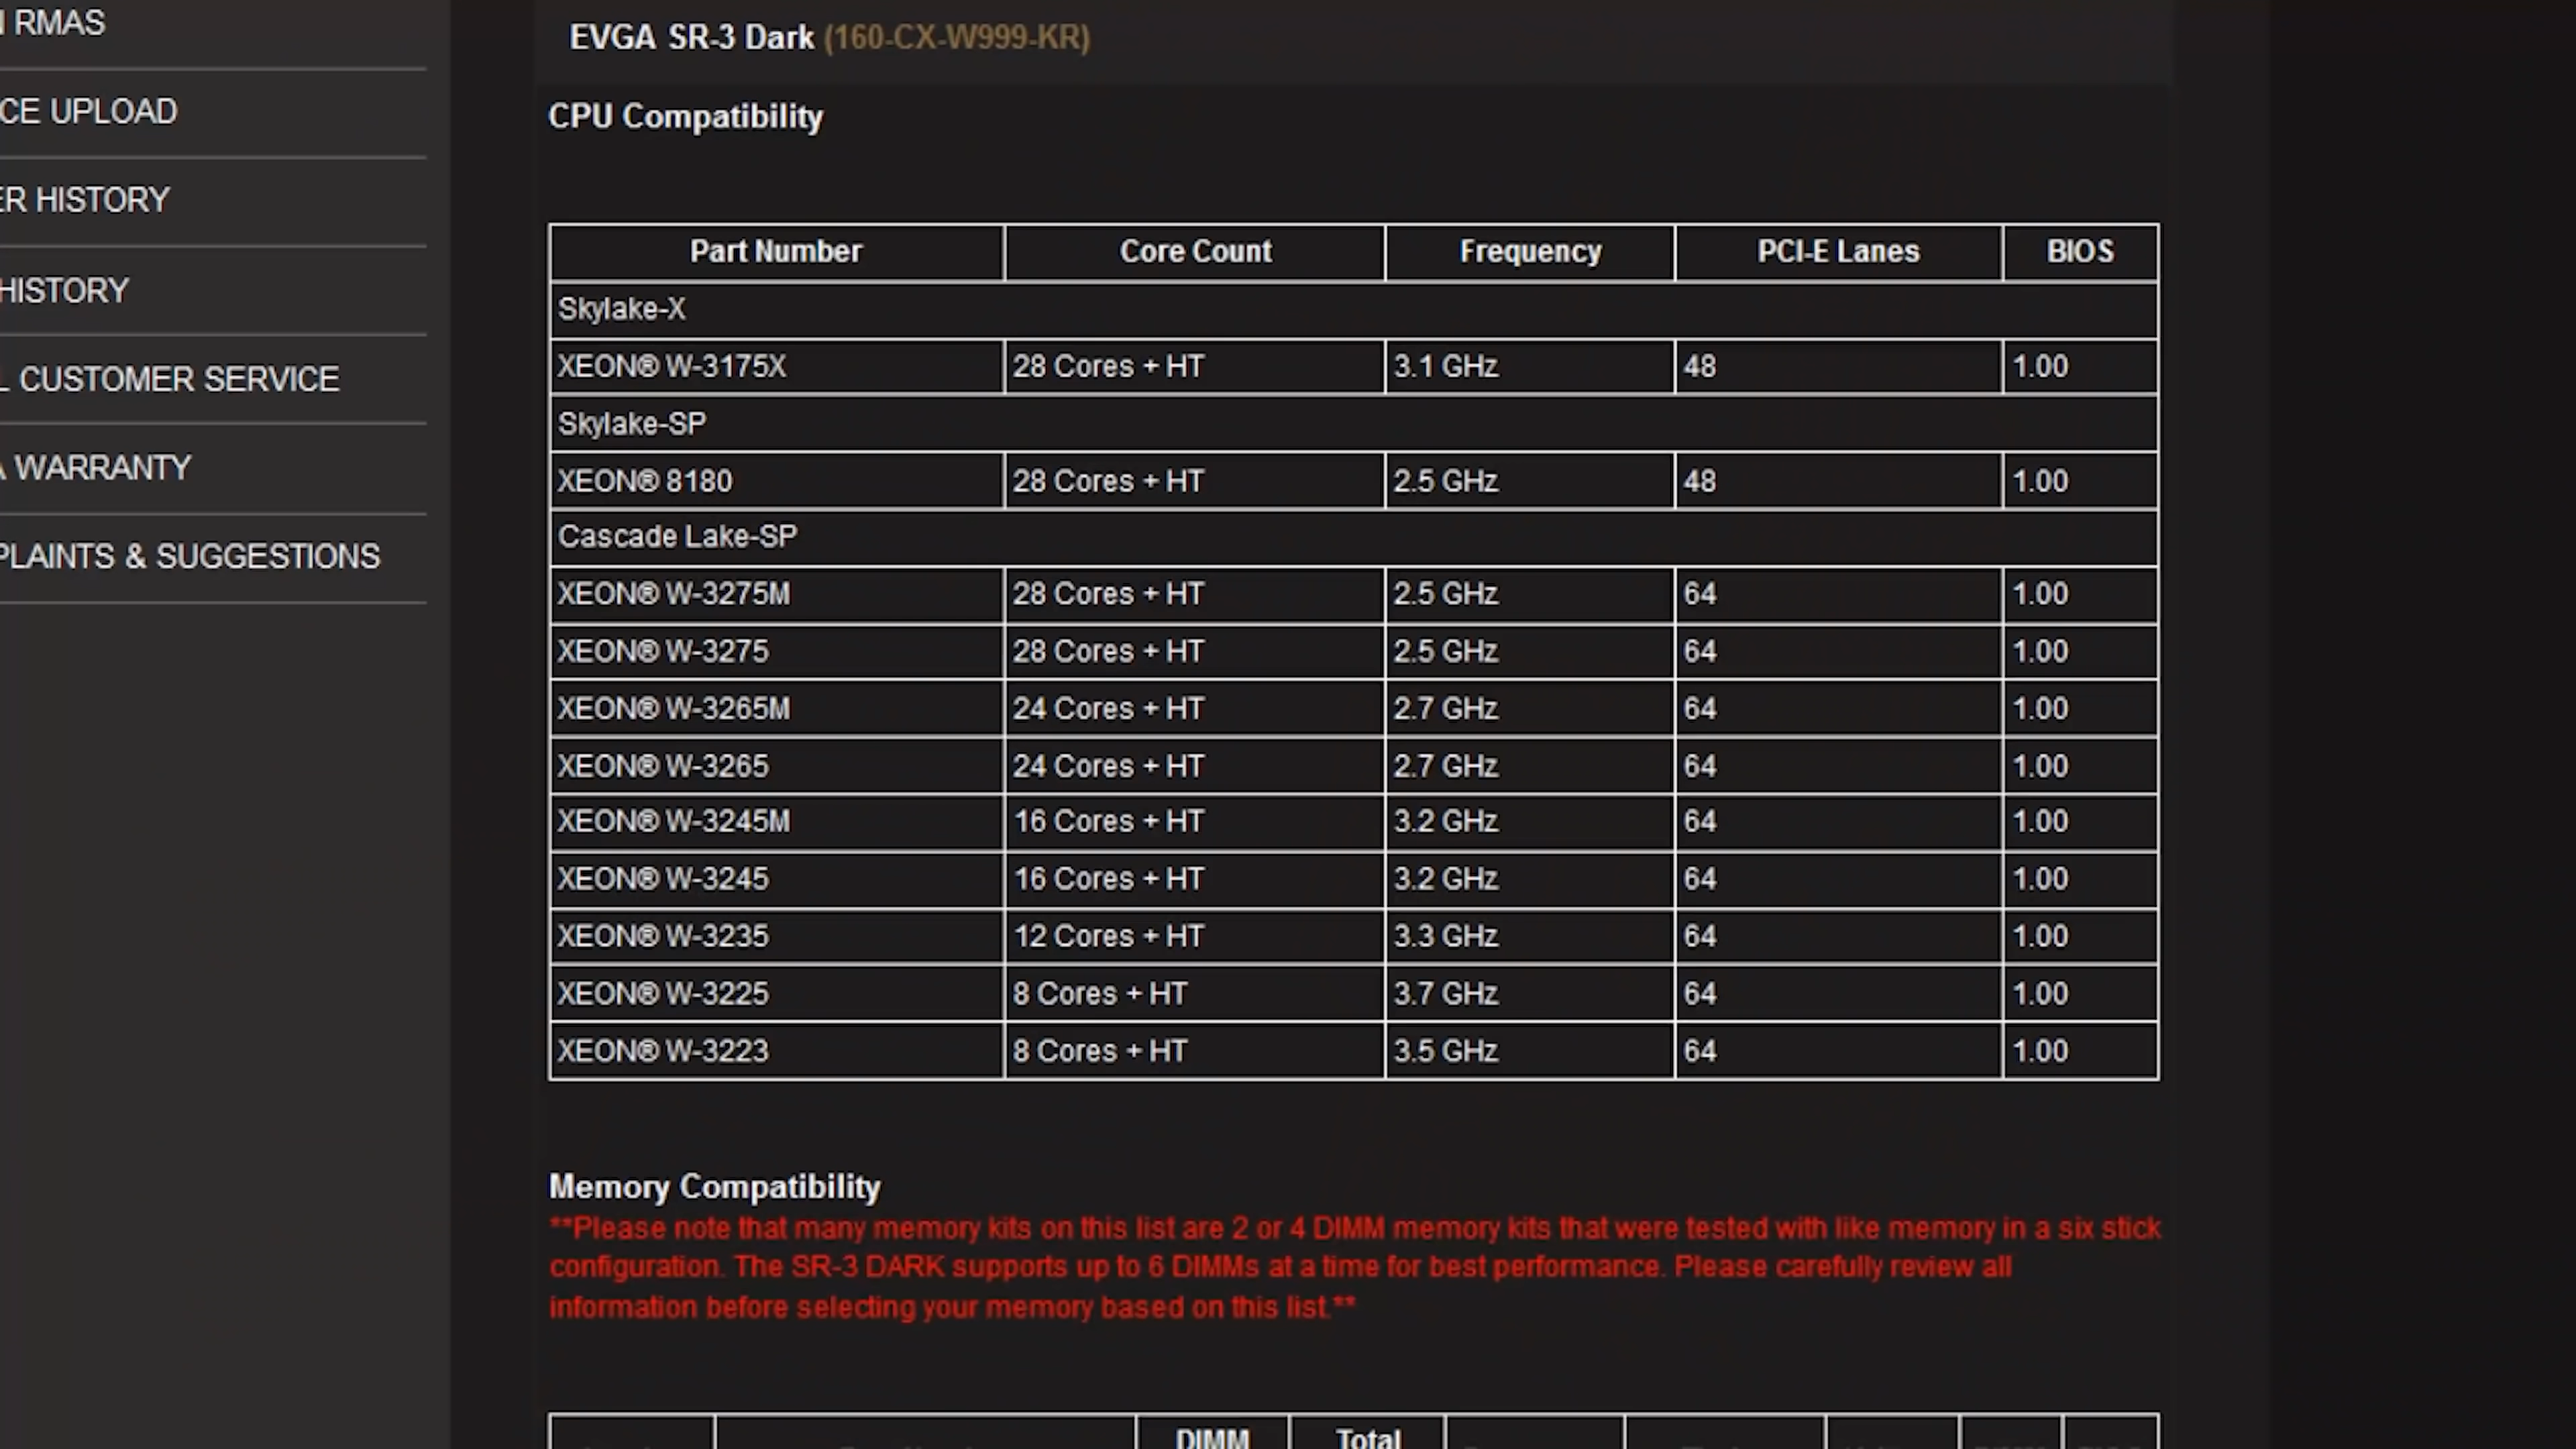 RMAS
CE UPLOAD
ER HISTORY
HISTORY
L CUSTOMER SERVICE
A WARRANTY
PLAINTS & SUGGESTIONS
EVGA SR-3 Dark (160-CX-W999-KR)
CPU Compatibility
Part Number Core Count Frequency PCI-E Lanes BIOS
Skylake-X
XEON® W-3175X 28 Cores + HT 3.1 GHz 48 1.00
Skylake-SP
XEON® 8180 28 Cores + HT 2.5 GHz 48 1.00
Cascade Lake-SP
XEON® W-3275M 28 Cores + HT 2.5 GHz 64 1.00
XEON® W-3275 28 Cores + HT 2.5 GHz 64 1.00
XEON® W-3265M 24 Cores + HT 2.7 GHz 64 1.00
XEON® W-3265 24 Cores + HT 2.7 GHz 64 1.00
XEON® W-3245M 16 Cores + HT 3.2 GHz 64 1.00
XEON® W-3245 16 Cores + HT 3.2 GHz 64 1.00
XEON® W-3235 12 Cores + HT 3.3 GHz 64 1.00
XEON® W-3225 8 Cores + HT 3.7 GHz 64 1.00
XEON® W-3223 8 Cores + HT 3.5 GHz 64 1.00
Memory Compatibility
**Please note that many memory kits on this list are 2 or 4 DIMM memory kits that were tested with like memory in a six stick
configuration. The SR-3 DARK supports up to 6 DIMMs at a time for best performance. Please carefully review all
information before selecting your memory based on this list.**
DIMM Total